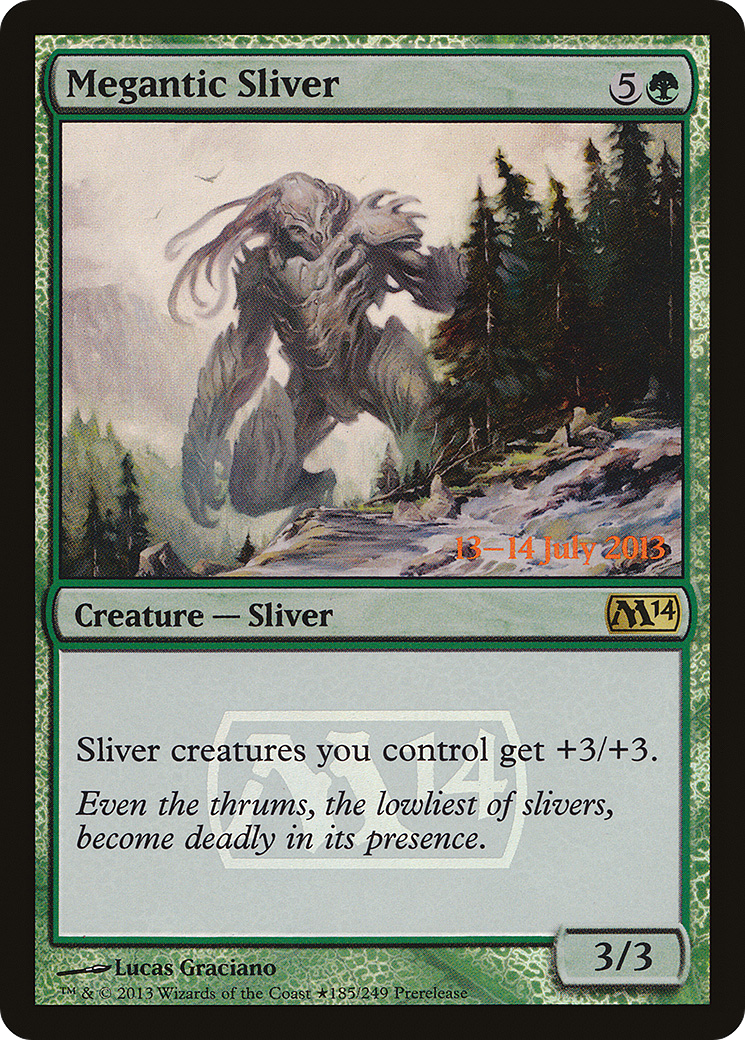 Megantic Sliver 5
13–14 July 2013
Creature — Sliver M14
M14
Sliver creatures you control get +3/+3.
Even the thrums, the lowliest of slivers,
become deadly in its presence.
3/3
Lucas Graciano
™ & © 2013 Wizards of the Coast ★185/249 Prerelease